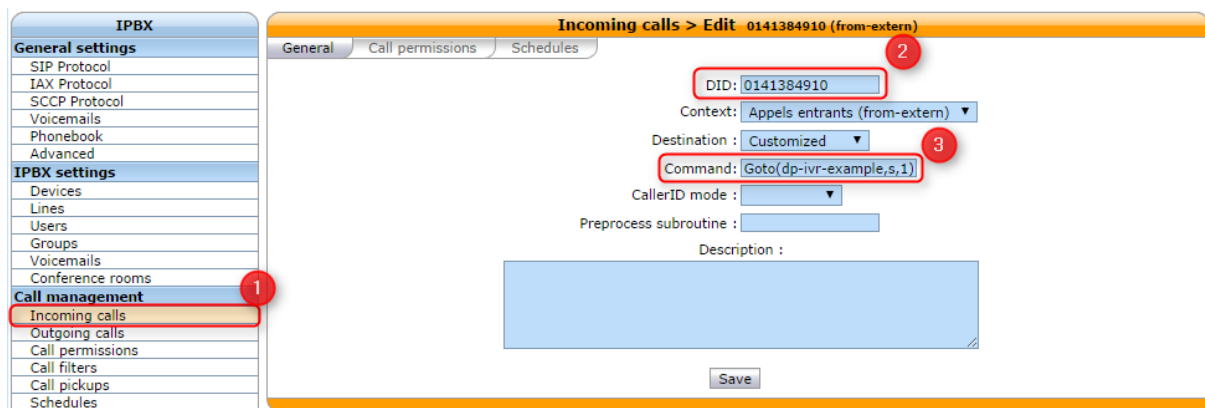 IPBX
General settings
SIP Protocol
IAX Protocol
SCCP Protocol
Voicemails
Phonebook
Advanced
IPBX settings
Devices
Lines
Users
Groups
Voicemails
Conference rooms
Call management
1
Incoming calls
Outgoing calls
Call permissions
Call filters
Call pickups
Schedules
Incoming calls > Edit 0141384910 (from-extern)
General Call permissions Schedules
2
DID: 0141384910
Context: Appels entrants (from-extern)
Destination : Customized
3
Command: Goto(dp-ivr-example,s,1)
CallerID mode :
Preprocess subroutine :
Description :
Save